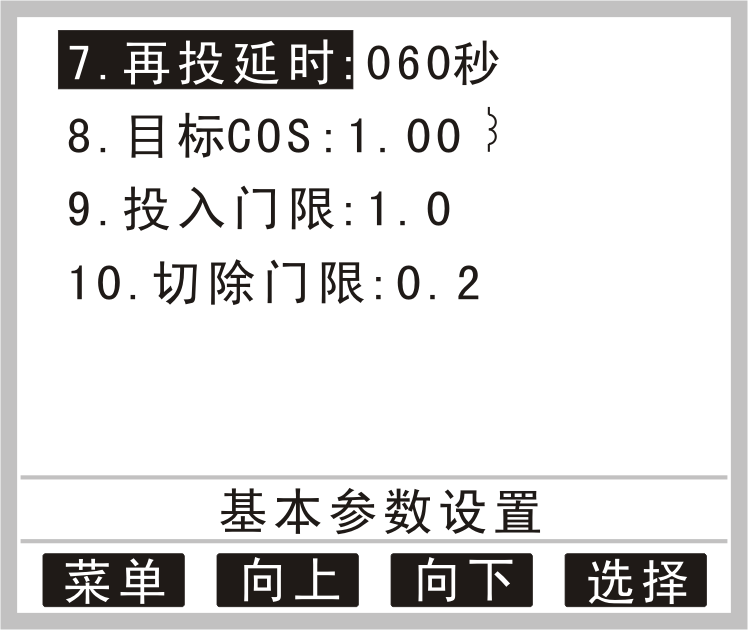 7.再投延时:060秒
8.目标COS:1.00
9.投入门限:1.0
10.切除门限:0.2
基本参数设置
菜单 向上 向下 选择